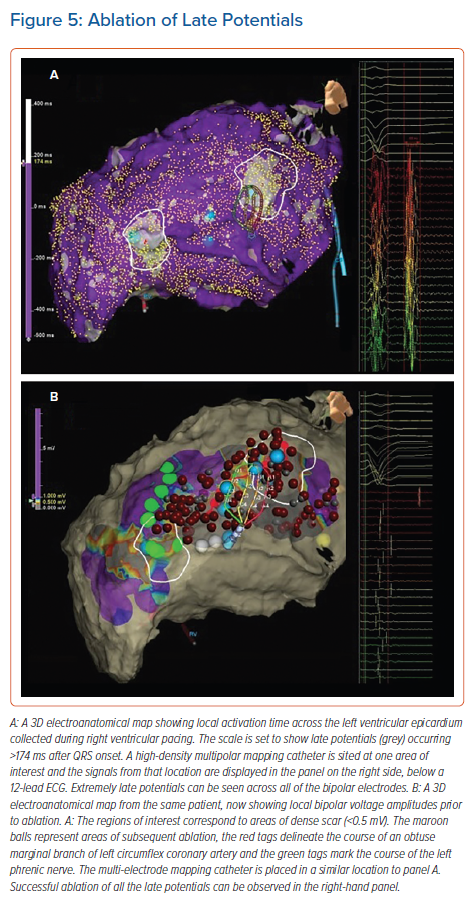 Figure 5: Ablation of Late Potentials
A
400 ms
200 ms
174 ms
0 ms
-200
-400 ms
-500 ms
B
5 mV
1.000 mV
0.500 mV
0.000 mV
RV
A: A 3D electroanatomical map showing local activation time across the left ventricular epicardium
collected during right ventricular pacing. The scale is set to show late potentials (grey) occurring
>174 ms after QRS onset. A high-density multipolar mapping catheter is sited at one area of
interest and the signals from that location are displayed in the panel on the right side, below a
12-lead ECG. Extremely late potentials can be seen across all of the bipolar electrodes. B: A 3D
electroanatomical map from the same patient, now showing local bipolar voltage amplitudes prior
to ablation. A: The regions of interest correspond to areas of dense scar (<0.5 mV). The maroon
balls represent areas of subsequent ablation, the red tags delineate the course of an obtuse
marginal branch of left circumflex coronary artery and the green tags mark the course of the left
phrenic nerve. The multi-electrode mapping catheter is placed in a similar location to panel A.
Successful ablation of all the late potentials can be observed in the right-hand panel.